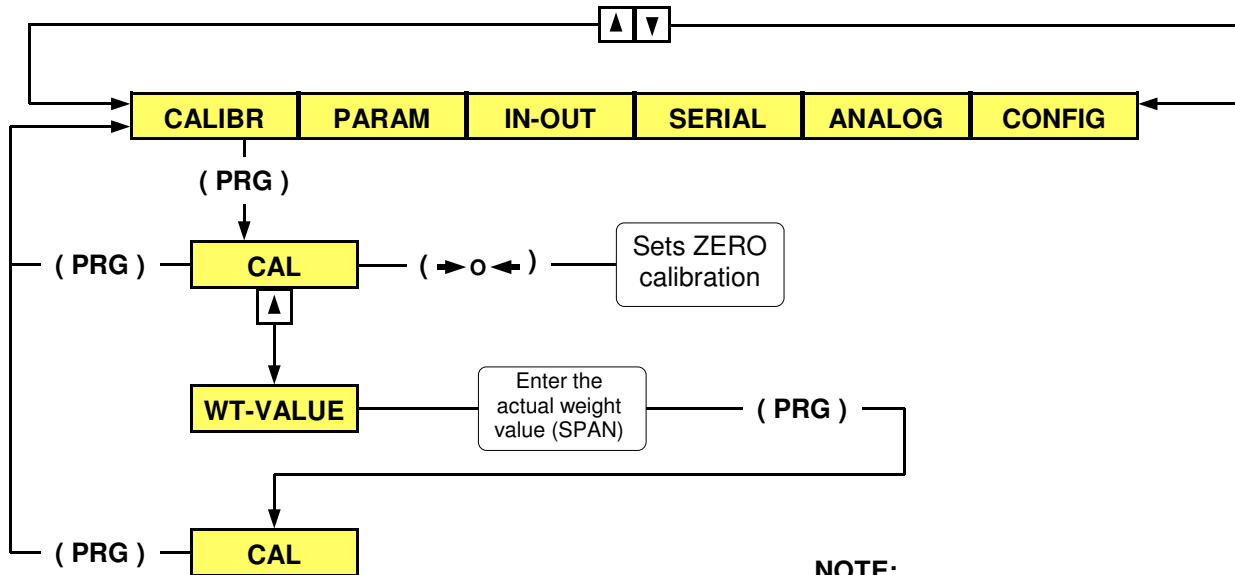 ▲ ▼
CALIBR PARAM IN-OUT SERIAL ANALOG CONFIG
( PRG )
( PRG ) CAL ( →o← ) Sets ZERO
calibration
▲
WT-VALUE
Enter the
actual weight
value (SPAN)
( PRG )
( PRG ) CAL
NOTE: